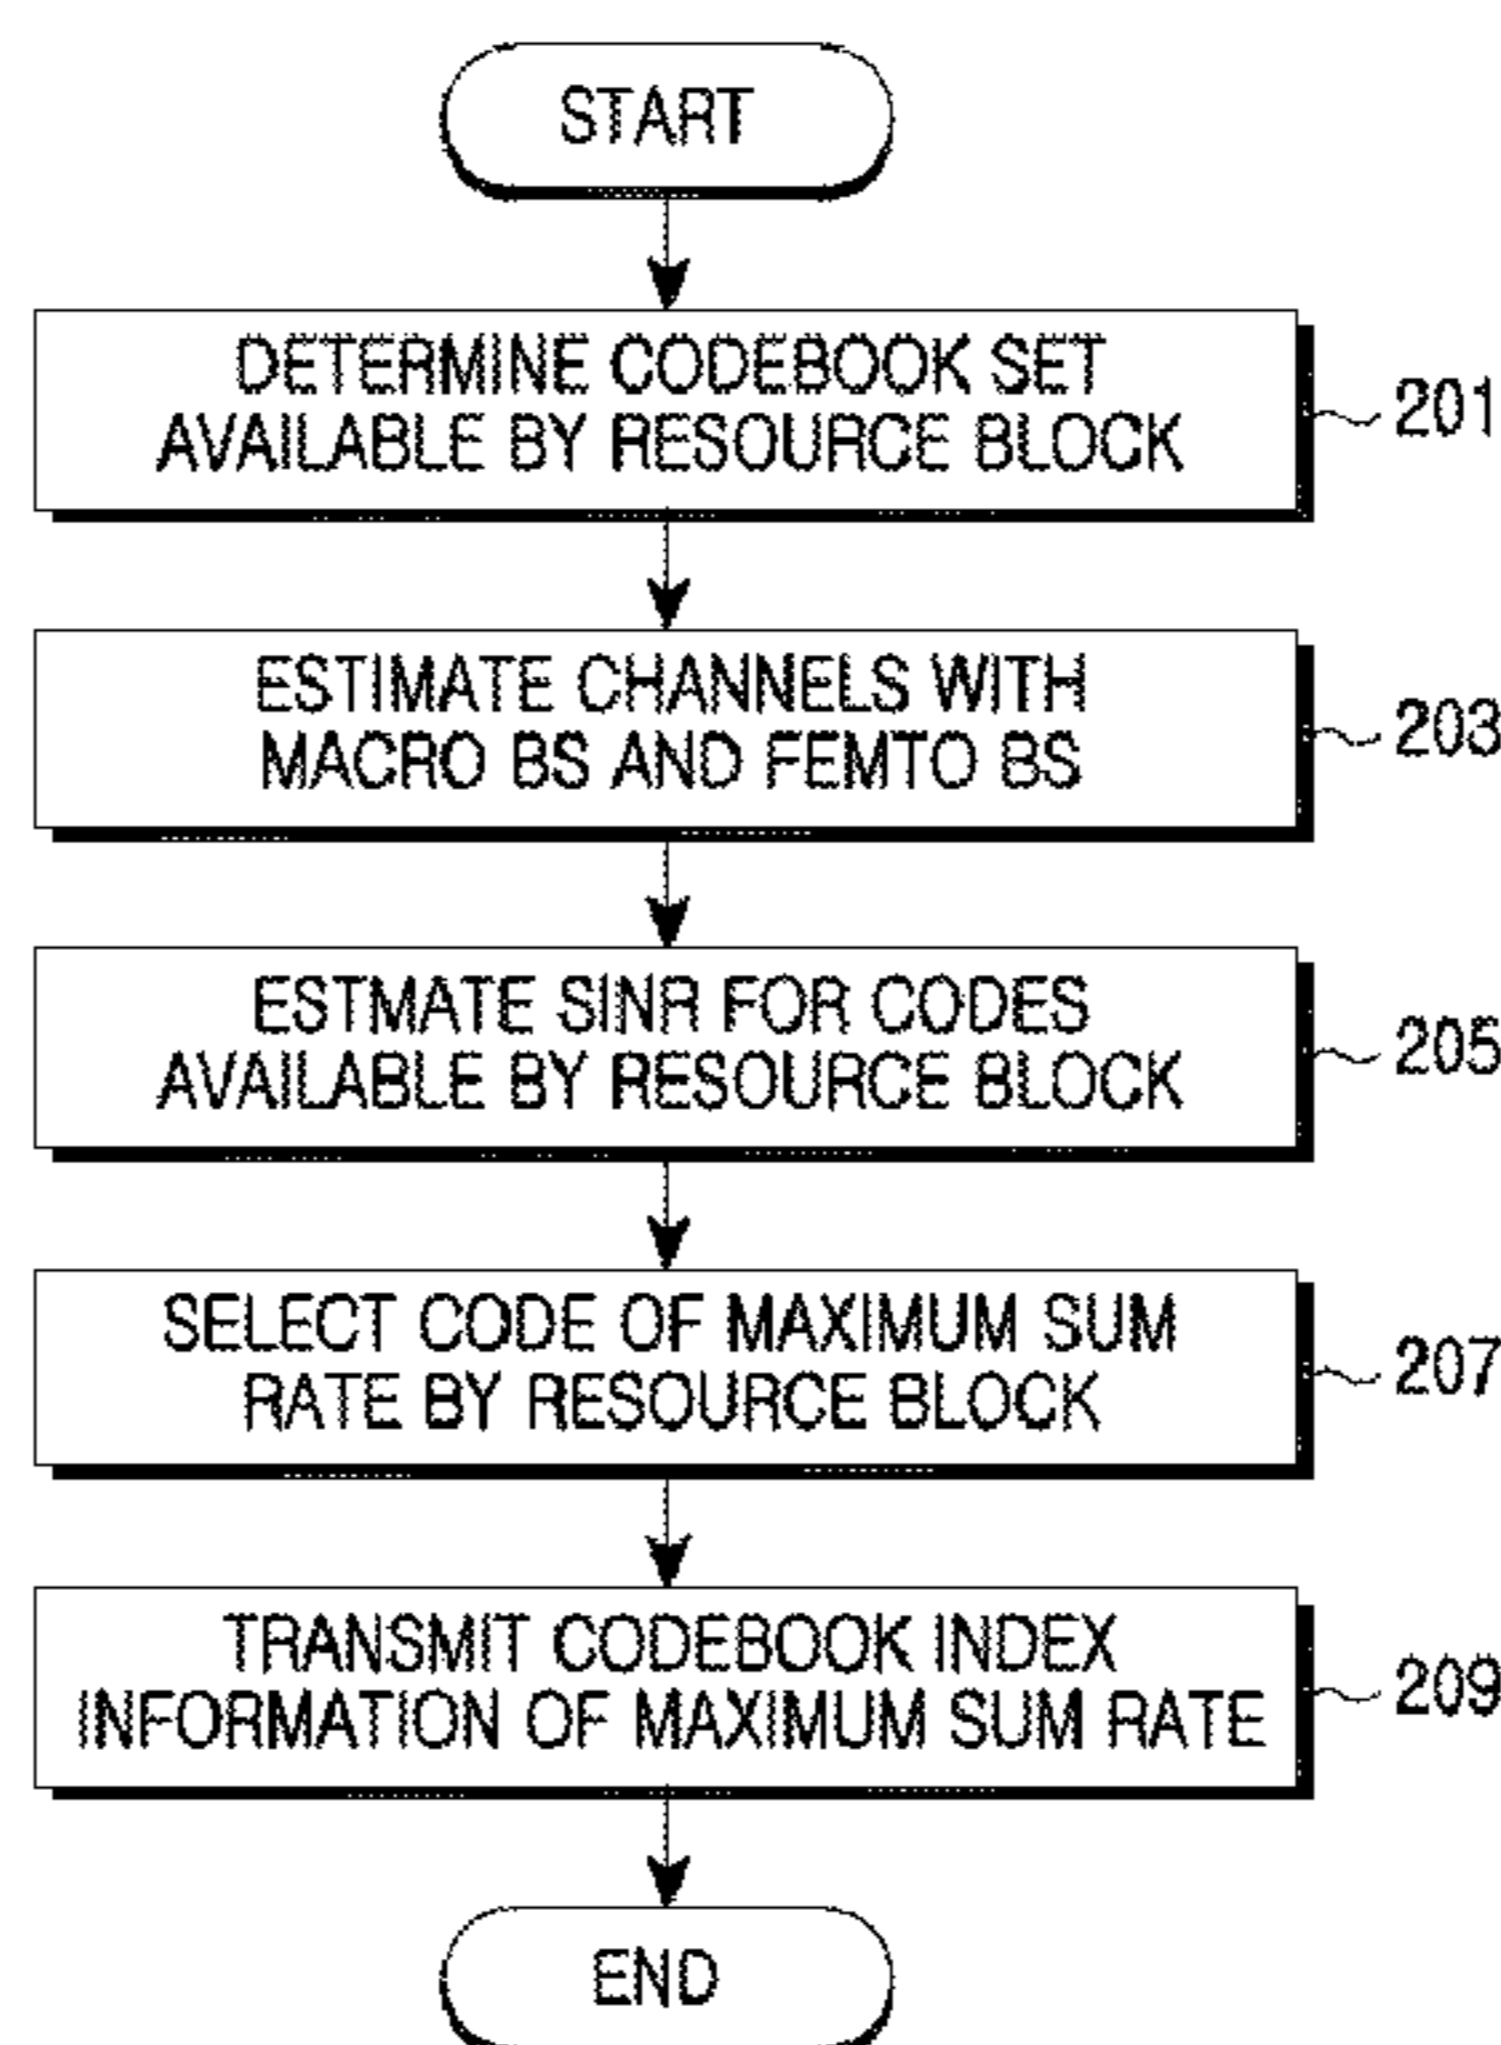 START
DETERMINE CODEBOOK SET
AVAILABLE BY RESOURCE BLOCK
201
ESTIMATE CHANNELS WITH
MACRO BS AND FEMTO BS
203
ESTMATE SINR FOR CODES
AVAILABLE BY RESOURCE BLOCK
205
SELECT CODE OF MAXIMUM SUM
RATE BY RESOURCE BLOCK
207
TRANSMIT CODEBOOK INDEX
INFORMATION OF MAXIMUM SUM RATE
209
END